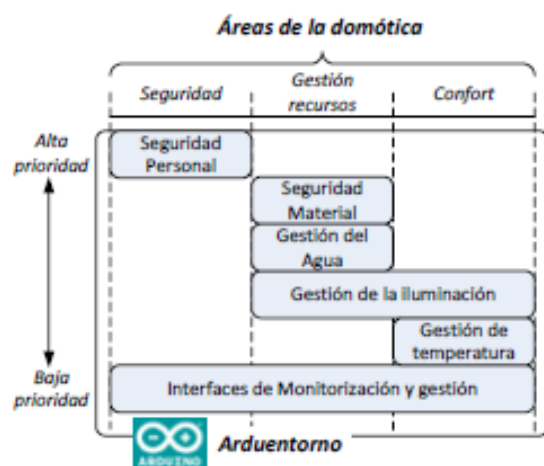 Áreas de la domótica
Seguridad
Gestión
recursos
Confort
Alta
prioridad
Seguridad
Personal
Seguridad
Material
Gestión del
Agua
Gestión de la iluminación
Gestión de
temperatura
Baja
prioridad
Interfaces de Monitorización y gestión
ARDUINO
Arduentorno